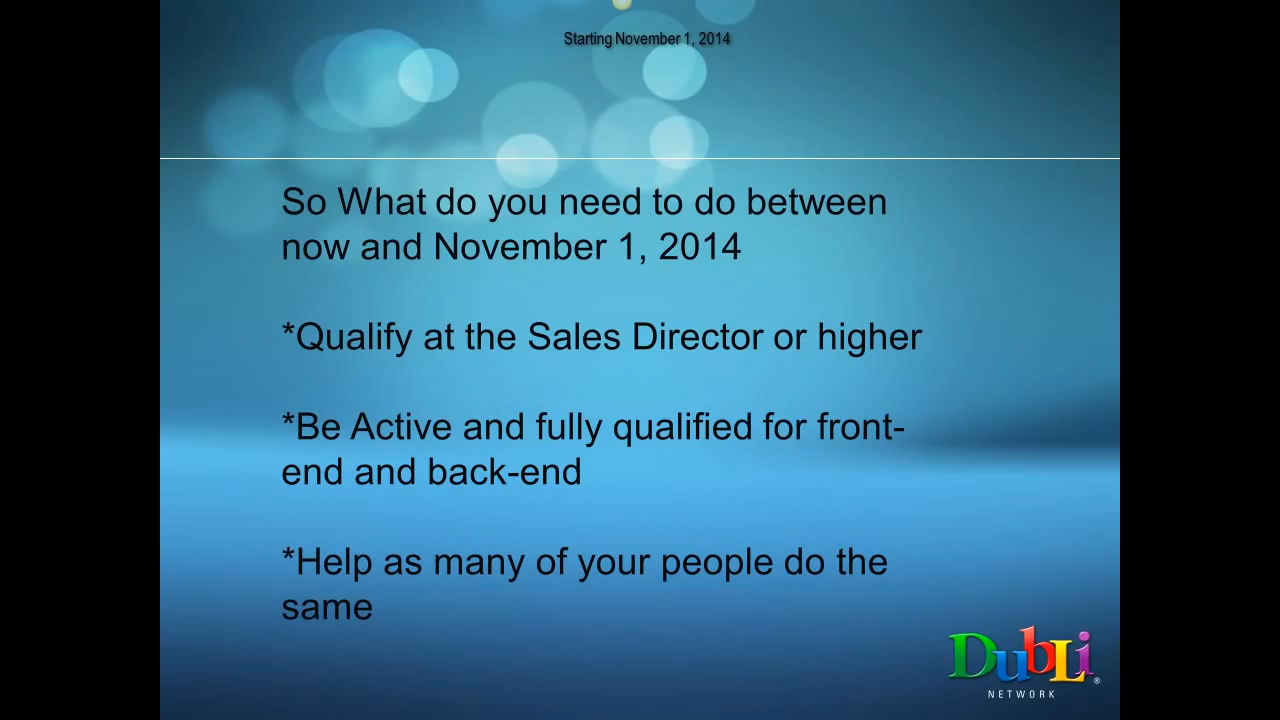 Starting November 1, 2014
So What do you need to do between
now and November 1, 2014
*Qualify at the Sales Director or higher
*Be Active and fully qualified for front-
end and back-end
*Help as many of your people do the
same
DubLi®
NETWORK